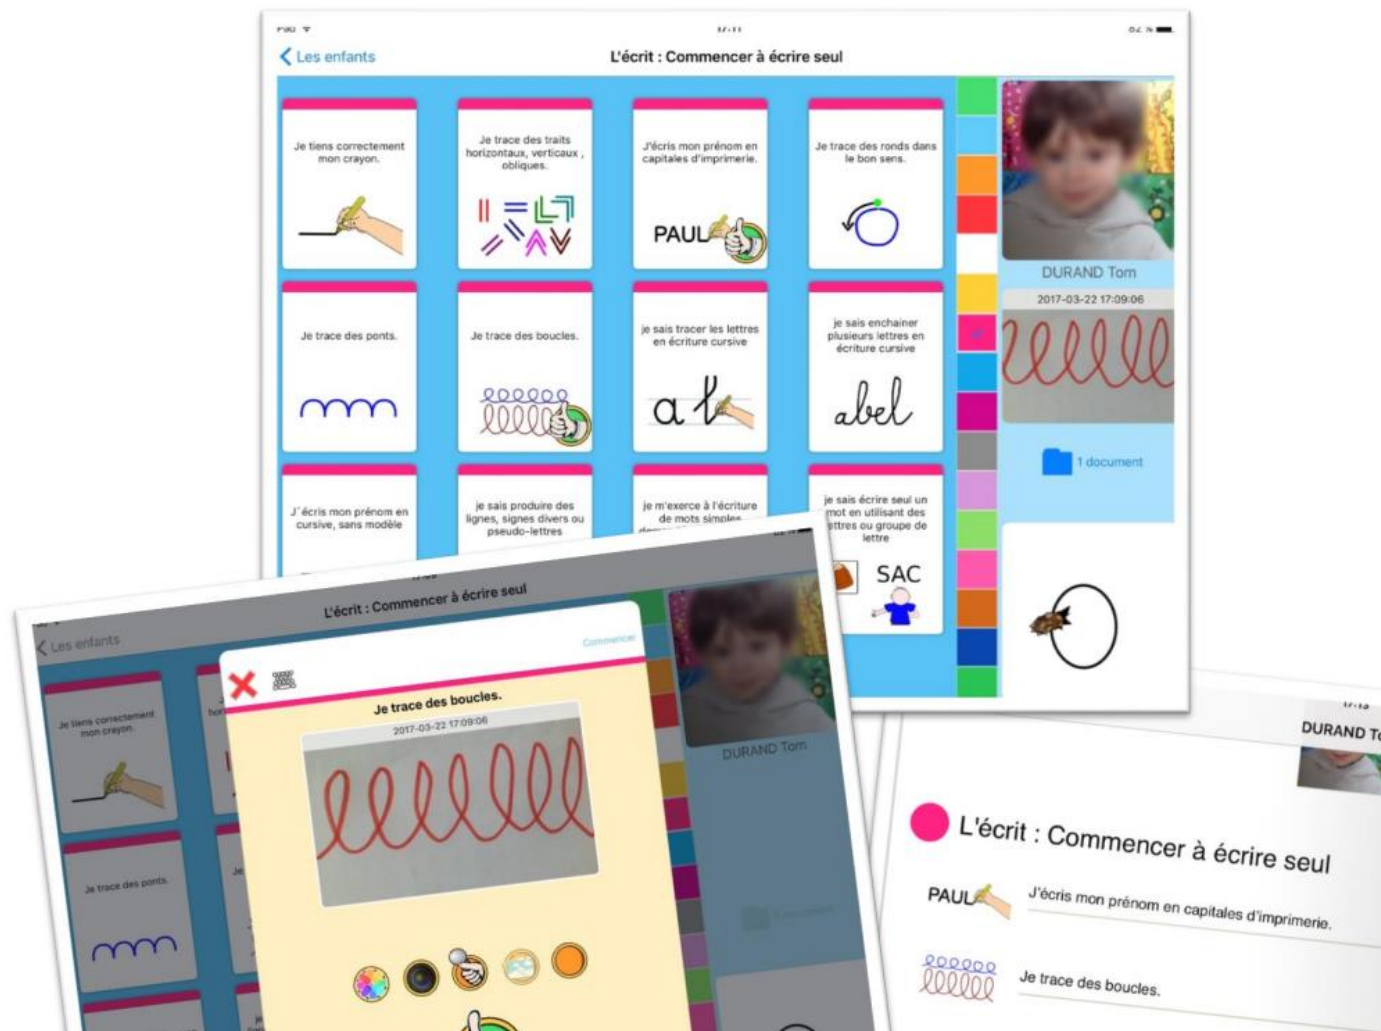 17:11
Les enfants
L'écrit : Commencer à écrire seul
Je tiens correctement
mon crayon.
Je trace des traits
horizontaux, verticaux ,
obliques.
J'écris mon prénom en
capitales d'imprimerie.
PAUL
Je trace des ronds dans
le bon sens.
DURAND Tom
2017-03-22 17:09:06
1 document
Je trace des ponts.
Je trace des boucles.
je sais tracer les lettres
en écriture cursive
a t
je sais enchainer
plusieurs lettres en
écriture cursive
abel
J'écris mon prénom en
cursive, sans modèle
je sais produire des
lignes, signes divers ou
pseudo-lettres
je m'exerce à l'écriture
de mots simples
je sais écrire seul un
mot en utilisant des
lettres ou groupe de
lettre
SAC
L'écrit : Commencer à écrire seul
Les enfants
Commencer
Je tiens correctement
mon crayon.
Je trace des boucles.
2017-03-22 17:09:06
DURAND Tom
Je trace des ponts.
17:13
DURAND To
L'écrit : Commencer à écrire seul
PAUL
J'écris mon prénom en capitales d'imprimerie.
Je trace des boucles.